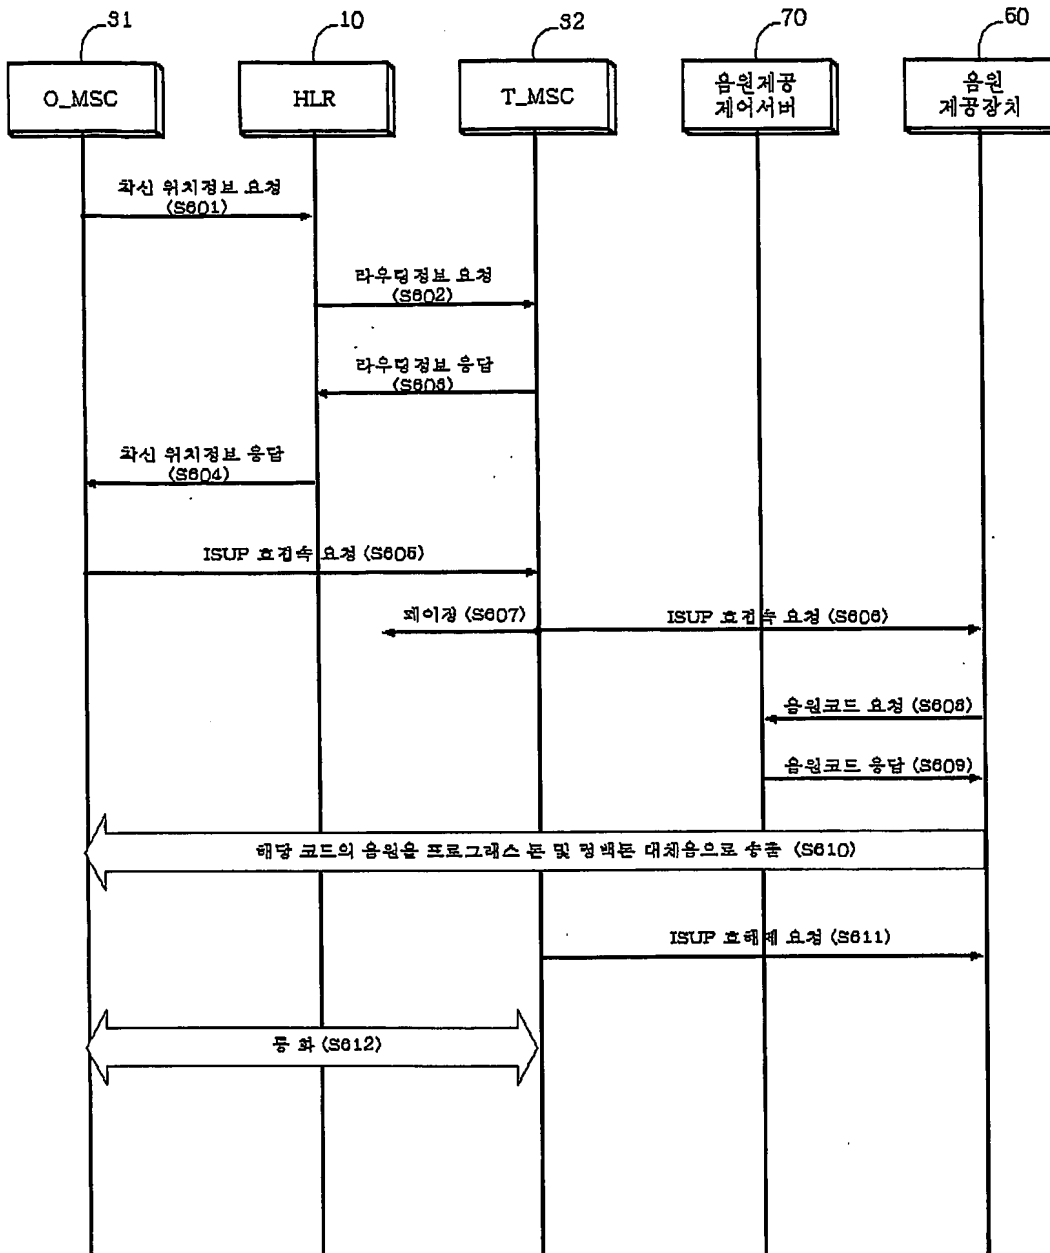 31
10
32
70
50
O_MSC
HLR
T_MSC
음원제공
제어서버
음원
제공장치
착신 위치정보 요청
(S601)
라우팅정보 요청
(S602)
라우팅정보 응답
(S603)
착신 위치정보 응답
(S604)
ISUP 호접속 요청 (S605)
페이징 (S607)
ISUP 호접속 요청 (S606)
음원코드 요청 (S608)
음원코드 응답 (S609)
해당 코드의 음원을 프로그래스 톤 및 링백톤 대체음으로 송출 (S610)
ISUP 호해제 요청 (S611)
통 화 (S612)